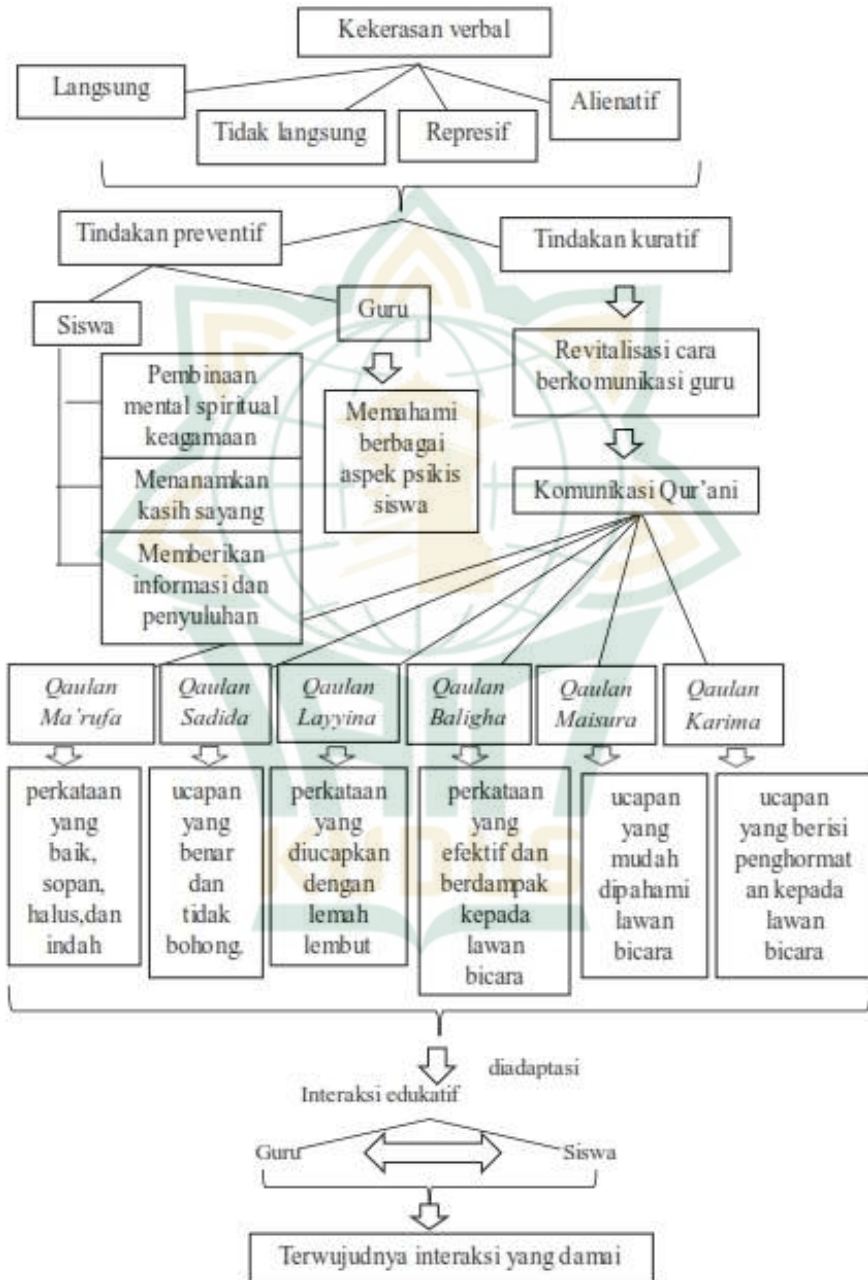 Kekerasan verbal
Langsung
Tidak langsung
Represif
Alienatif
Tindakan preventif
Tindakan kuratif
Siswa
Guru
Pembinaan
mental spiritual
keagamaan
Menanamkan
kasih sayang
Memberikan
informasi dan
penyuluhan
Memahami
berbagai
aspek psikis
siswa
Revitalisasi cara
berkomunikasi guru
Komunikasi Qur'ani
Qaulan
Ma'rufa
Qaulan
Sadida
Qaulan
Layyina
Qaulan
Baligha
Qaulan
Maisura
Qaulan
Karima
perkataan
yang
baik,
sopan,
halus,dan
indah
ucapan
yang
benar
dan
tidak
bohong.
perkataan
yang
diucapkan
dengan
lemah
lembut
perkataan
yang
efektif dan
berdampak
kepada
lawan
bicara
ucapan
yang
mudah
dipahami
lawan
bicara
ucapan
yang berisi
penghormat
an kepada
lawan
bicara
KUDUS
diadaptasi
Interaksi edukatif
Guru
Siswa
Terwujudnya interaksi yang damai